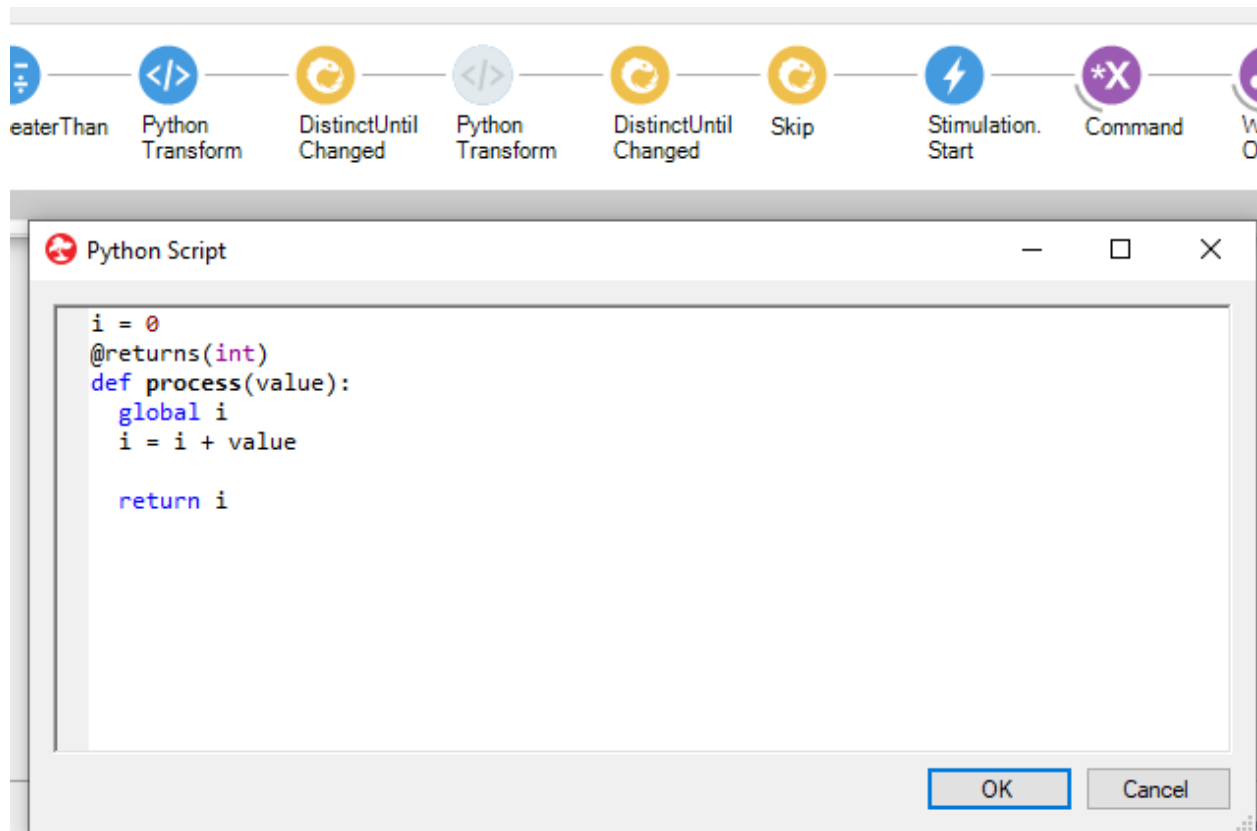 eaterThan
Python
Transform
DistinctUntil
Changed
Python
Transform
DistinctUntil
Changed
Skip
Stimulation.
Start
*X
Command
Python Script
i = 0
@returns(int)
def process(value):
global i
i = i + value
return i
OK
Cancel